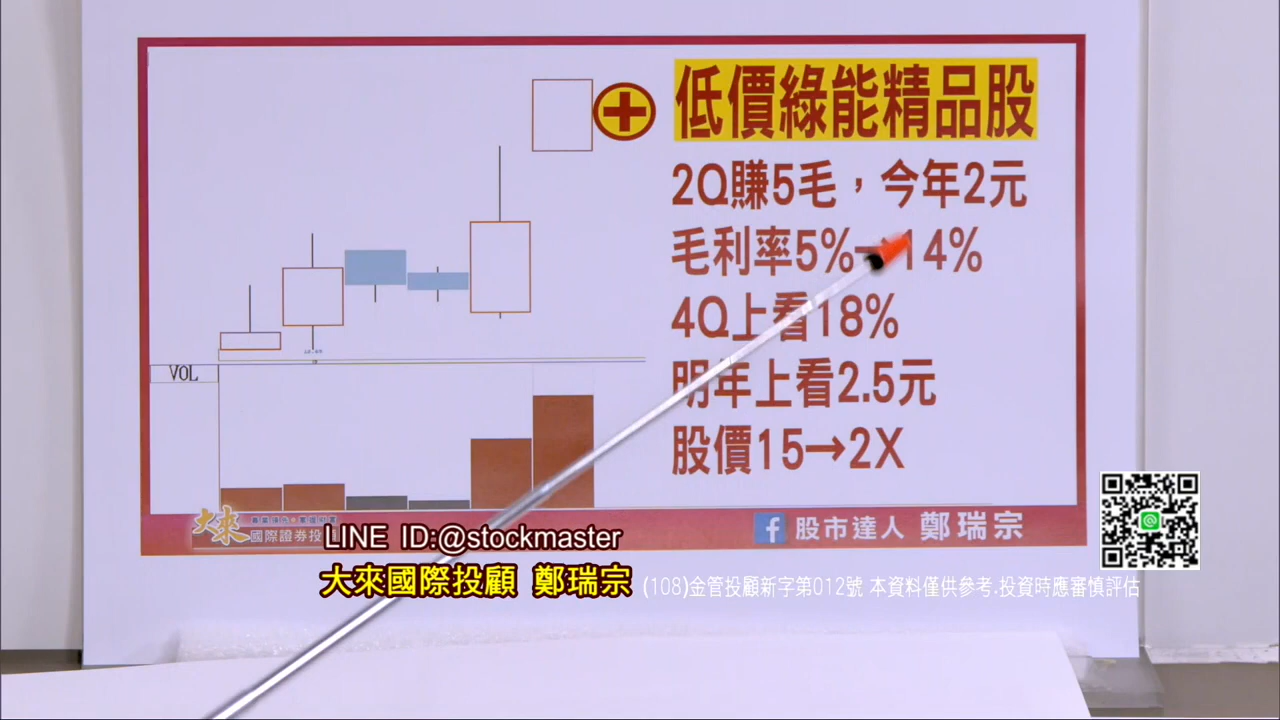 低價綠能精品股
2Q賺5毛，今年2元
毛利率5%→14%
4Q上看18%
明年上看2.5元
股價15→2X
VOL
大來
國際證券投
股市達人 鄭瑞宗
LINE ID:@stockmaster
大來國際投顧 鄭瑞宗
(108)金管投顧新字第012號 本資料僅供參考.投資時應審慎評估